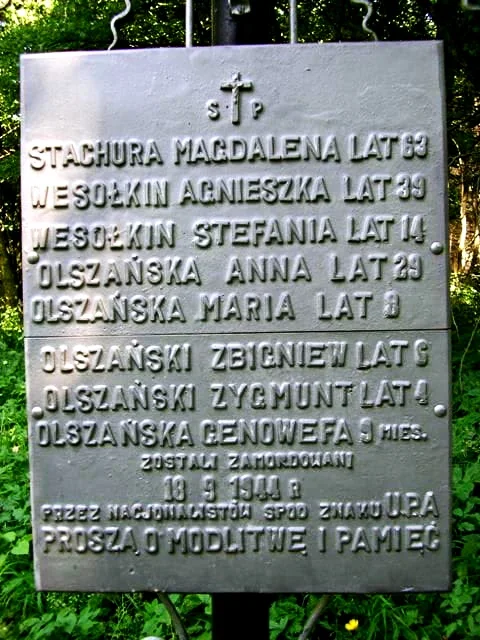 S P
STACHURA MAGDALENA LAT 63
WESOŁKIN AGNIESZKA LAT 39
WESOŁKIN STEFANIA LAT 14
OLSZAŃSKA ANNA LAT 29
OLSZAŃSKA MARIA LAT 8
OLSZAŃSKI ZBIGNIEW LAT 6
OLSZAŃSKI ZYGMUNT LAT 4
OLSZAŃSKA GENOWEFA 9 MIES.
ZOSTALI ZAMORDOWANI
18 9 1944 R
PRZEZ NACJONALISTÓW SPOD ZNAKU U.P.A
PROSZĄ O MODLITWĘ I PAMIĘĆ